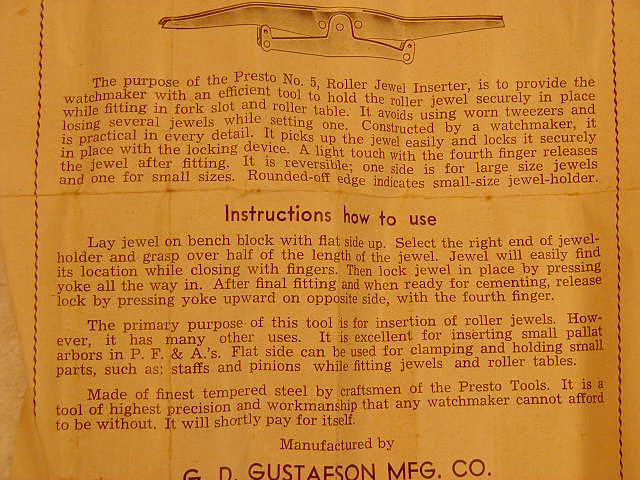 The purpose of the Presto No. 5, Roller Jewel Inserter, is to provide the
watchmaker with an efficient tool to hold the roller jewel securely in place
while fitting in fork slot and roller table. It avoids using worn tweezers and
losing several jewels while setting one. Constructed by a watchmaker, it
is practical in every detail. It picks up the jewel easily and locks it securely
in place with the locking device. A light touch with the fourth finger releases
the jewel after fitting. It is reversible; one side is for large size jewels
and one for small sizes. Rounded-off edge indicates small-size jewel-holder.
Instructions how to use
Lay jewel on bench block with flat side up. Select the right end of jewel-
holder and grasp over half of the length of the jewel. Jewel will easily find
its location while closing with fingers. Then lock jewel in place by pressing
yoke all the way in. After final fitting and when ready for cementing, release
lock by pressing yoke upward on opposite side, with the fourth finger.
The primary purpose of this tool is for insertion of roller jewels. How-
ever, it has many other uses. It is excellent for inserting small pallat
arbors in P. F. & A.'s. Flat side can be used for clamping and holding small
parts, such as: staffs and pinions while fitting jewels and roller tables.
Made of finest tempered steel by craftsmen of the Presto Tools. It is a
tool of highest precision and workmanship that any watchmaker cannot afford
to be without. It will shortly pay for itself.
Manufactured by
G. D. GUSTAFSON MFG. CO.